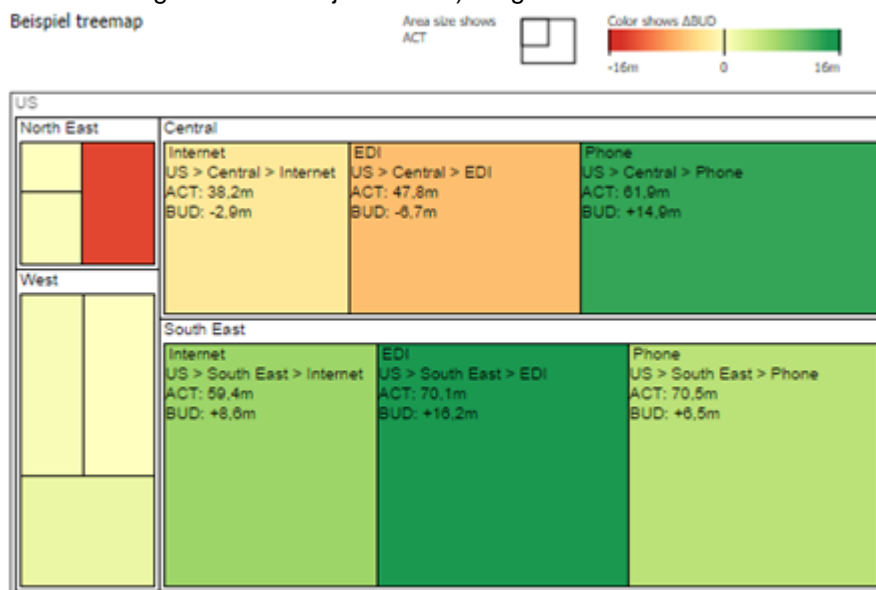 Beispiel treemap
Area size shows
ACT
Color shows ΔBUD
-16m 0 16m
US
North East
Central
Internet
US > Central > Internet
ACT: 38,2m
BUD: -2,9m
EDI
US > Central > EDI
ACT: 47,8m
BUD: -6,7m
Phone
US > Central > Phone
ACT: 61,9m
BUD: +14,9m
West
South East
Internet
US > South East > Internet
ACT: 59,4m
BUD: +8,6m
EDI
US > South East > EDI
ACT: 70,1m
BUD: +16,2m
Phone
US > South East > Phone
ACT: 70,5m
BUD: +6,5m